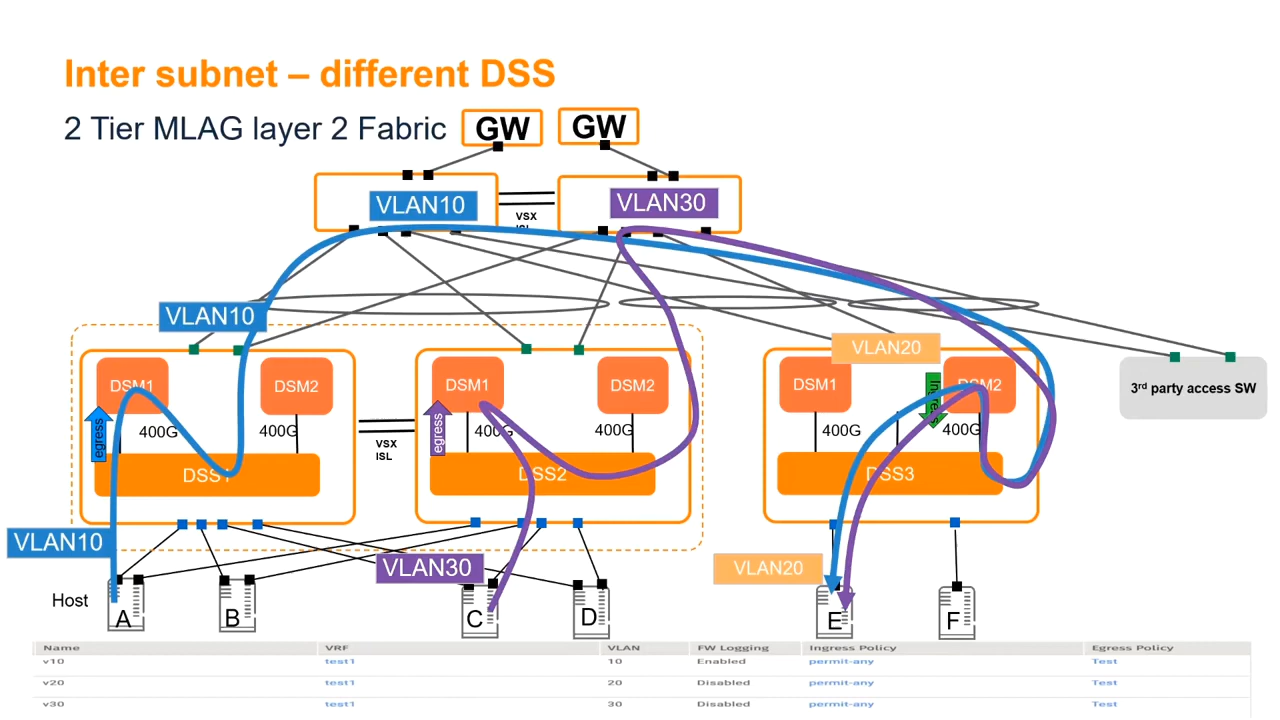 Inter subnet – different DSS
2 Tier MLAG layer 2 Fabric
GW
GW
VLAN10
VLAN30
VSX
ISL
VLAN10
VLAN20
DSM1
DSM2
DSM1
DSM2
DSM1
DSM2
3rd party access SW
egress
400G
400G
egress
400G
400G
400G
Ingress
400G
VSX
ISL
DSS1
DSS2
DSS3
VLAN10
VLAN30
VLAN20
Host
A
B
C
D
E
F
Name VRF VLAN FW Logging Ingress Policy Egress Policy
v10 test1 10 Enabled permit-any Test
v20 test1 20 Disabled permit-any Test
v30 test1 30 Disabled permit-any Test